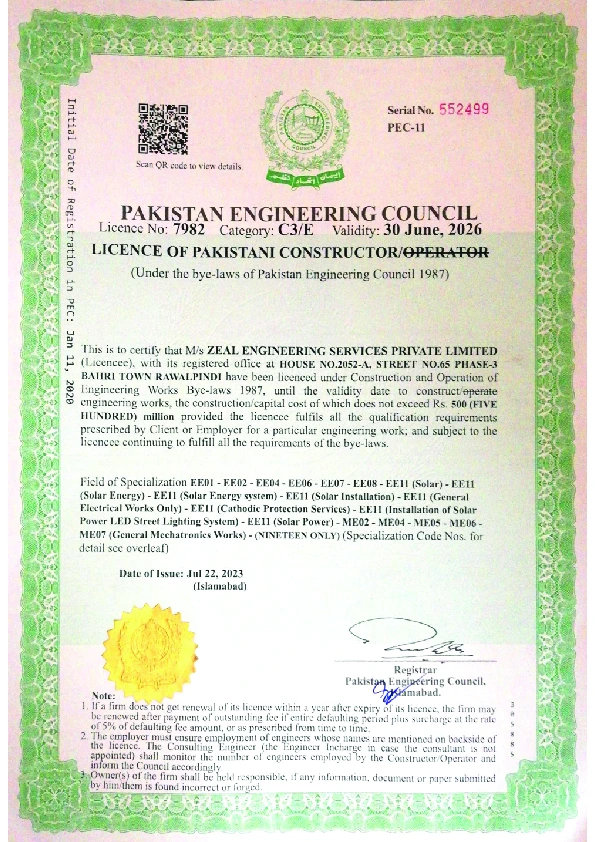 Serial No. 552499
PEC-11
Scan QR code to view details.
Initial Date of Registration in PEC: Jan 11, 2020
PAKISTAN ENGINEERING COUNCIL
Licence No: 7982 Category: C3/E Validity: 30 June, 2026
LICENCE OF PAKISTANI CONSTRUCTOR/OPERATOR
(Under the bye-laws of Pakistan Engineering Council 1987)
This is to certify that M/s ZEAL ENGINEERING SERVICES PRIVATE LIMITED
(Licencee), with its registered office at HOUSE NO.2052-A, STREET NO.65 PHASE-3
BAHRI TOWN RAWALPINDI have been licenced under Construction and Operation of
Engineering Works Bye-laws 1987, until the validity date to construct/operate
engineering works, the construction/capital cost of which does not exceed Rs. 500 (FIVE
HUNDRED) million provided the licencee fulfils all the qualification requirements
prescribed by Client or Employer for a particular engineering work; and subject to the
licencee continuing to fulfill all the requirements of the bye-laws.
Field of Specialization EE01 - EE02 - EE04 - EE06 - EE07 - EE08 - EE11 (Solar) - EE11
(Solar Energy) - EE11 (Solar Energy system) - EE11 (Solar Installation) - EE11 (General
Electrical Works Only) - EE11 (Cathodic Protection Services) - EE11 (Installation of Solar
Power LED Street Lighting System) - EE11 (Solar Power) - ME02 - ME04 - ME05 - ME06 -
ME07 (General Mechatronics Works) - (NINETEEN ONLY) (Specialization Code Nos. for
detail see overleaf)
Date of Issue: Jul 22, 2023
(Islamabad)
Registrar
Pakistan Engineering Council,
Islamabad.
Note:
1. If a firm does not get renewal of its licence within a year after expiry of its licence, the firm may
be renewed after payment of outstanding fee if entire defaulting period plus surcharge at the rate
of 5% of defaulting fee amount, or as prescribed from time to time.
2. The employer must ensure employment of engineers whose names are mentioned on backside of
the licence. The Consulting Engineer (the Engineer Incharge in case the consultant is not
appointed) shall monitor the number of engineers employed by the Constructor/Operator and
inform the Council accordingly
3. Owner(s) of the firm shall be held responsible, if any information, document or paper submitted
by him/them is found incorrect or forged.